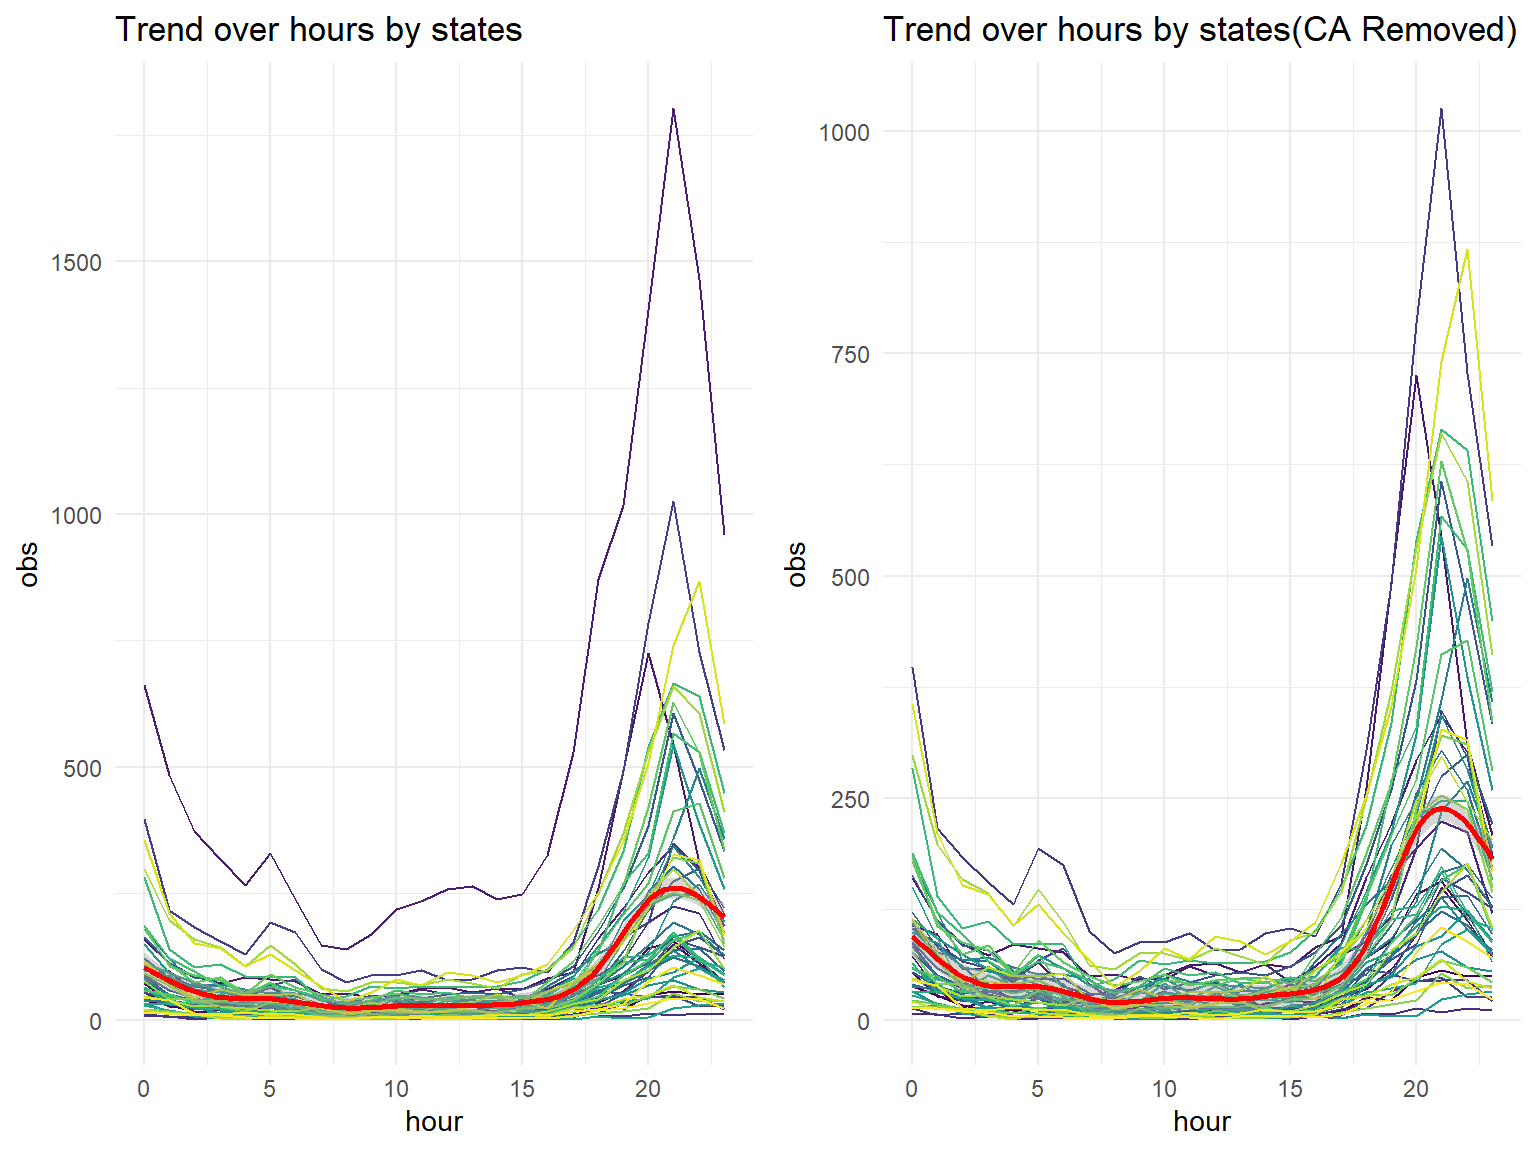 Trend over hours by states
1500
1000
500
0
obs
0 5 10 15 20
hour
Trend over hours by states(CA Removed)
1000
750
500
250
0
obs
0 5 10 15 20
hour